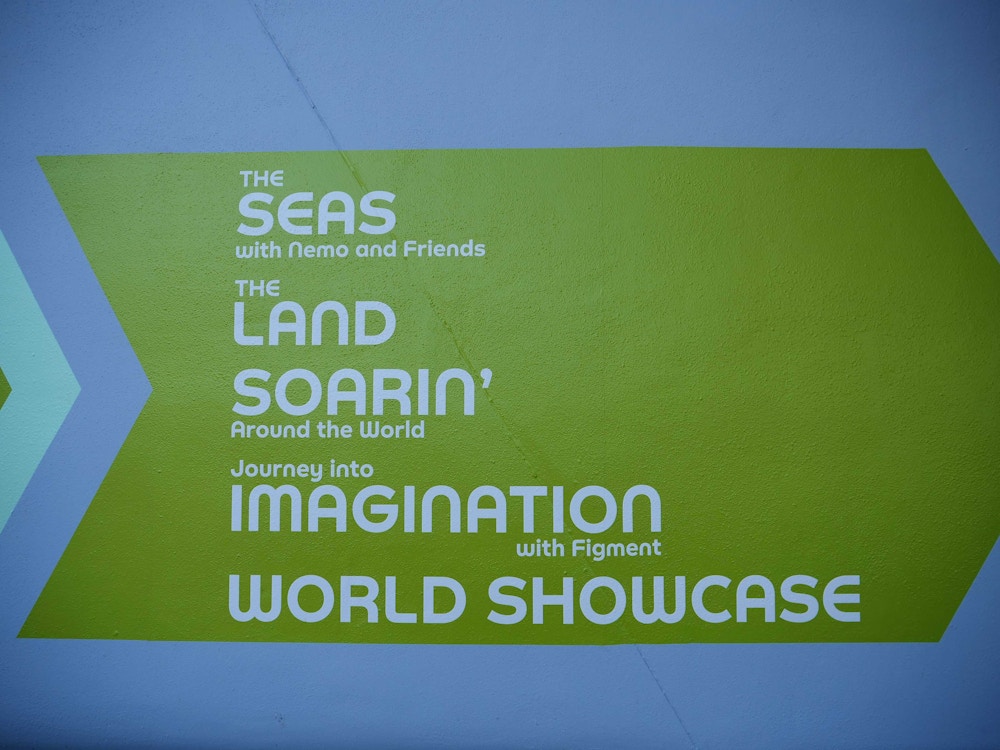 THE
SEAS
with Nemo and Friends
THE
LAND
SOARIN’
Around the World
Journey into
IMAGINATION
with Figment
WORLD SHOWCASE